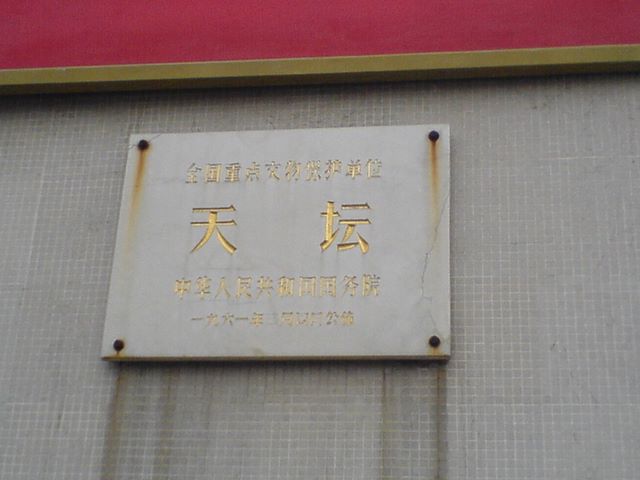 全国重点文物保护单位
天坛
中华人民共和国国务院
一九六一年三月四日公佈